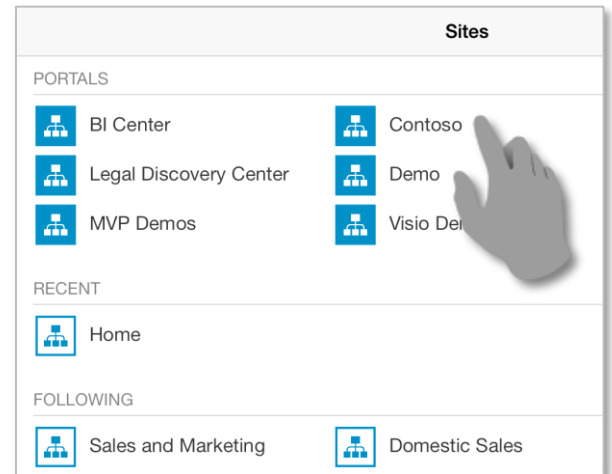 Sites
PORTALS
BI Center
Contoso
Legal Discovery Center
Demo
MVP Demos
Visio
RECENT
Home
FOLLOWING
Sales and Marketing
Domestic Sales